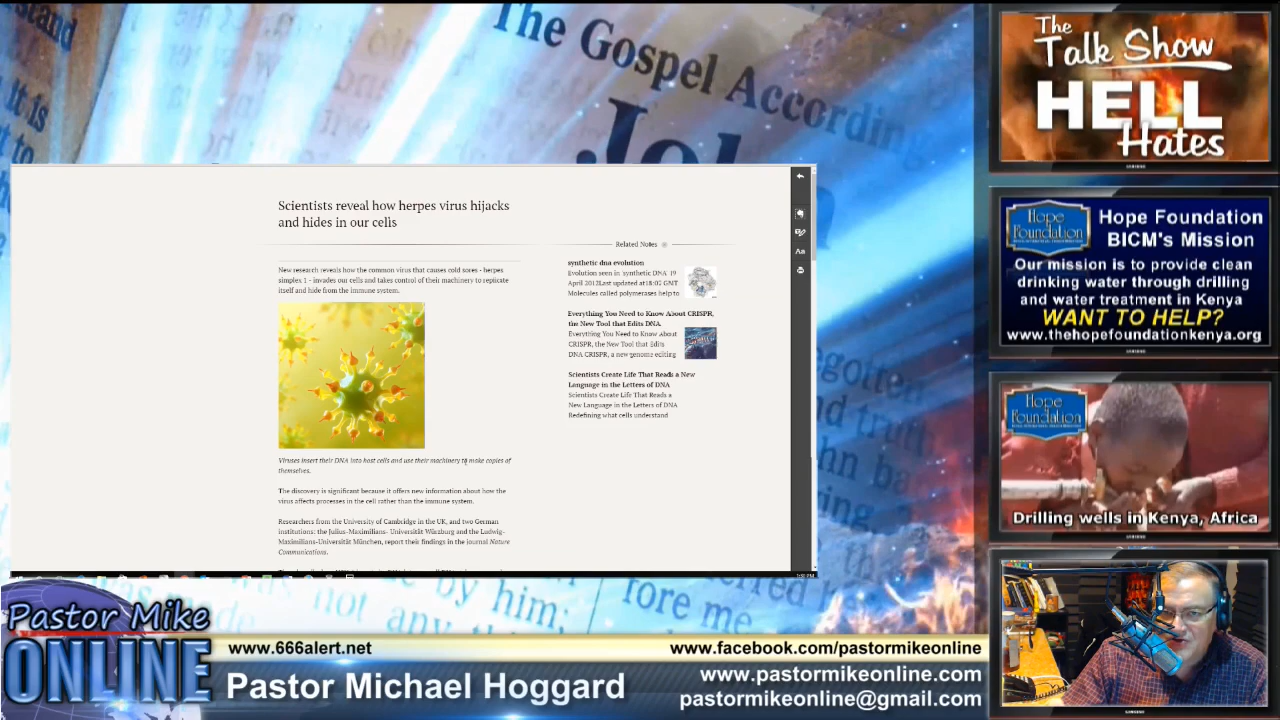 The Gospel According
The
Talk Show
HELL
Hates
Hope
Foundation
Hope Foundation
BICM's Mission
Our mission is to provide clean
drinking water through drilling
and water treatment in Kenya
WANT TO HELP?
www.thehopefoundationkenya.org
Hope
Foundation
Drilling wells in Kenya, Africa
Scientists reveal how herpes virus hijacks
and hides in our cells
New research reveals how the common virus that causes cold sores - herpes
simplex 1 - invades our cells and takes control of their machinery to replicate
itself and hide from the immune system.
Viruses insert their DNA into host cells and use their machinery to make copies of
themselves.
The discovery is significant because it offers new information about how the
virus affects processes in the cell rather than the immune system.
Researchers from the University of Cambridge in the UK, and two German
institutions: the Julius-Maximilians- Universität Würzburg and the Ludwig-
Maximilians-Universität München, report their findings in the journal Nature
Communications.
Related Notes
synthetic dna evolution
Evolution seen in 'synthetic DNA' 19
April 2012Last updated at18:07 GMT
Molecules called polymerases help to
Everything You Need to Know About CRISPR,
the New Tool that Edits DNA
Everything You Need to Know About
CRISPR, the New Tool that Edits
DNA CRISPR, a new genome editing
Scientists Create Life That Reads a New
Language in the Letters of DNA
Scientists Create Life That Reads a
New Language in the Letters of DNA
Redefining what cells understand
Aa
by him;
fore me
Pastor Mike
ONLINE
www.666alert.net
www.facebook.com/pastormikeonline
Pastor Michael Hoggard
www.pastormikeonline.com
pastormikeonline@gmail.com